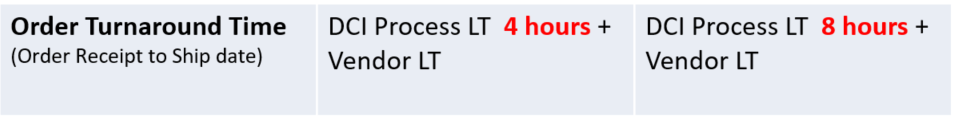 Order Turnaround Time
(Order Receipt to Ship date)
DCI Process LT 4 hours +
Vendor LT
DCI Process LT 8 hours +
Vendor LT